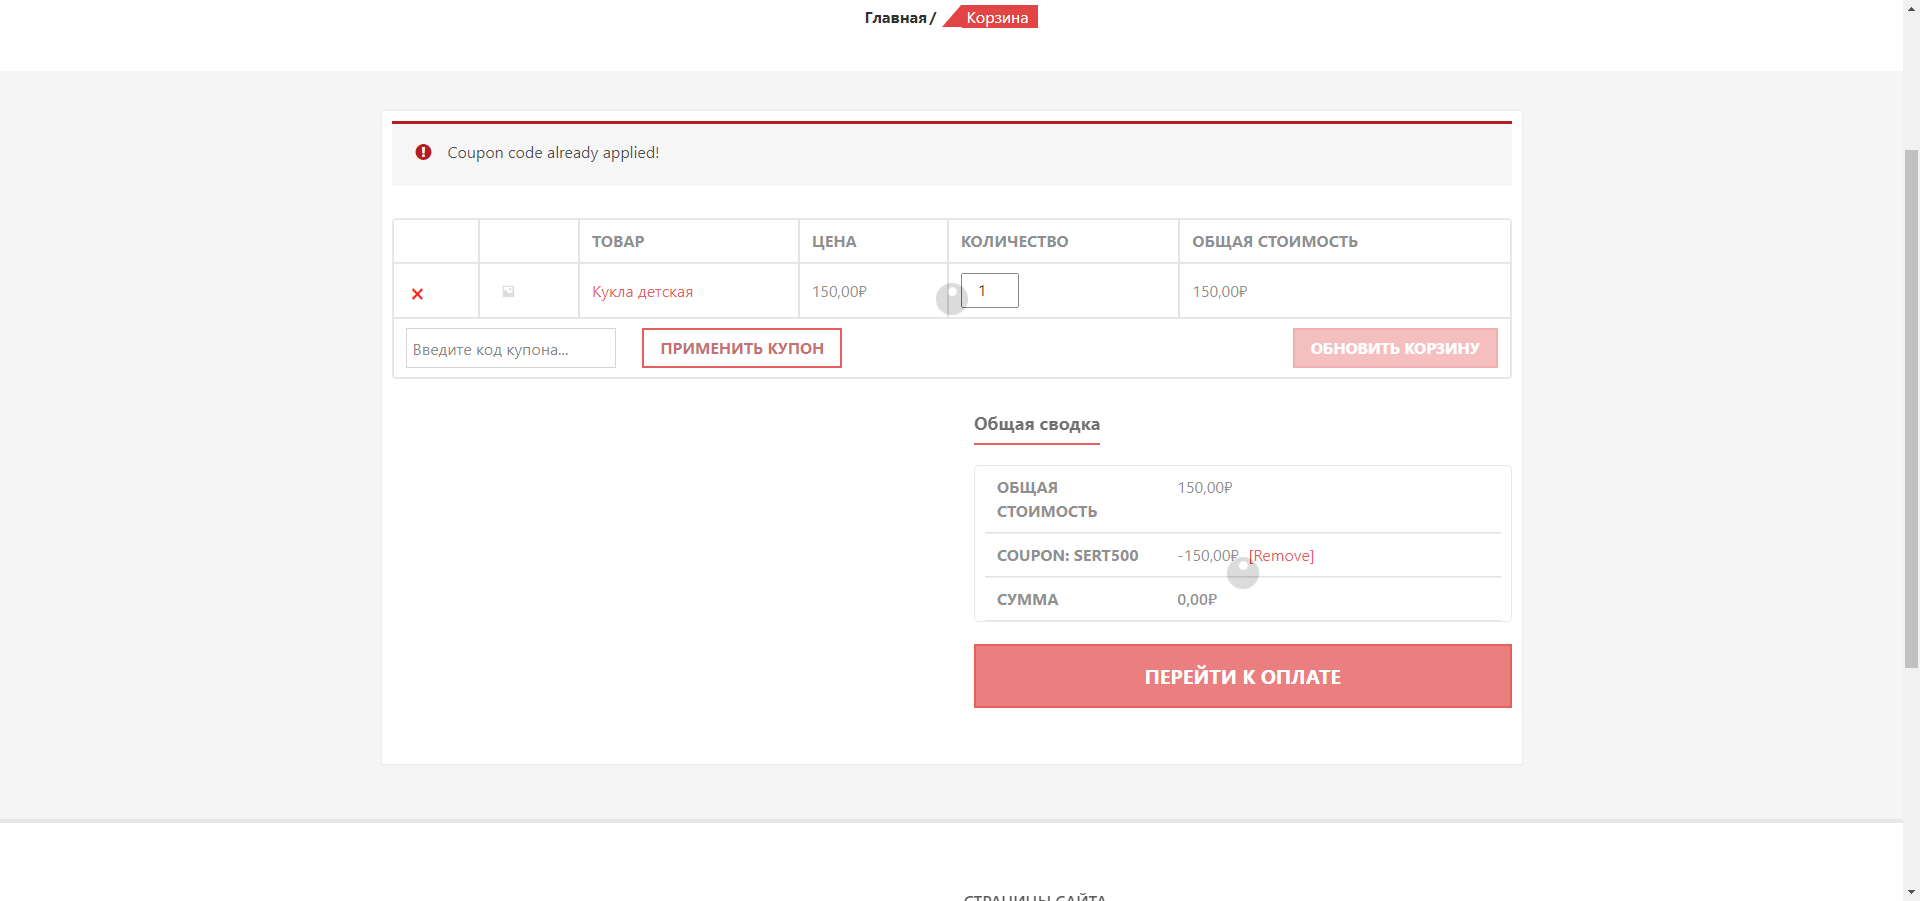 Главная / Корзина
Coupon code already applied!
ТОВАР ЦЕНА КОЛИЧЕСТВО ОБЩАЯ СТОИМОСТЬ
Кукла детская 150,00₽ 1 150,00₽
Введите код купона... ПРИМЕНИТЬ КУПОН ОБНОВИТЬ КОРЗИНУ
Общая сводка
ОБЩАЯ СТОИМОСТЬ 150,00₽
COUPON: SERT500 -150,00₽ [Remove]
СУММА 0,00₽
ПЕРЕЙТИ К ОПЛАТЕ
СТРАНИЦЫ САЙТА